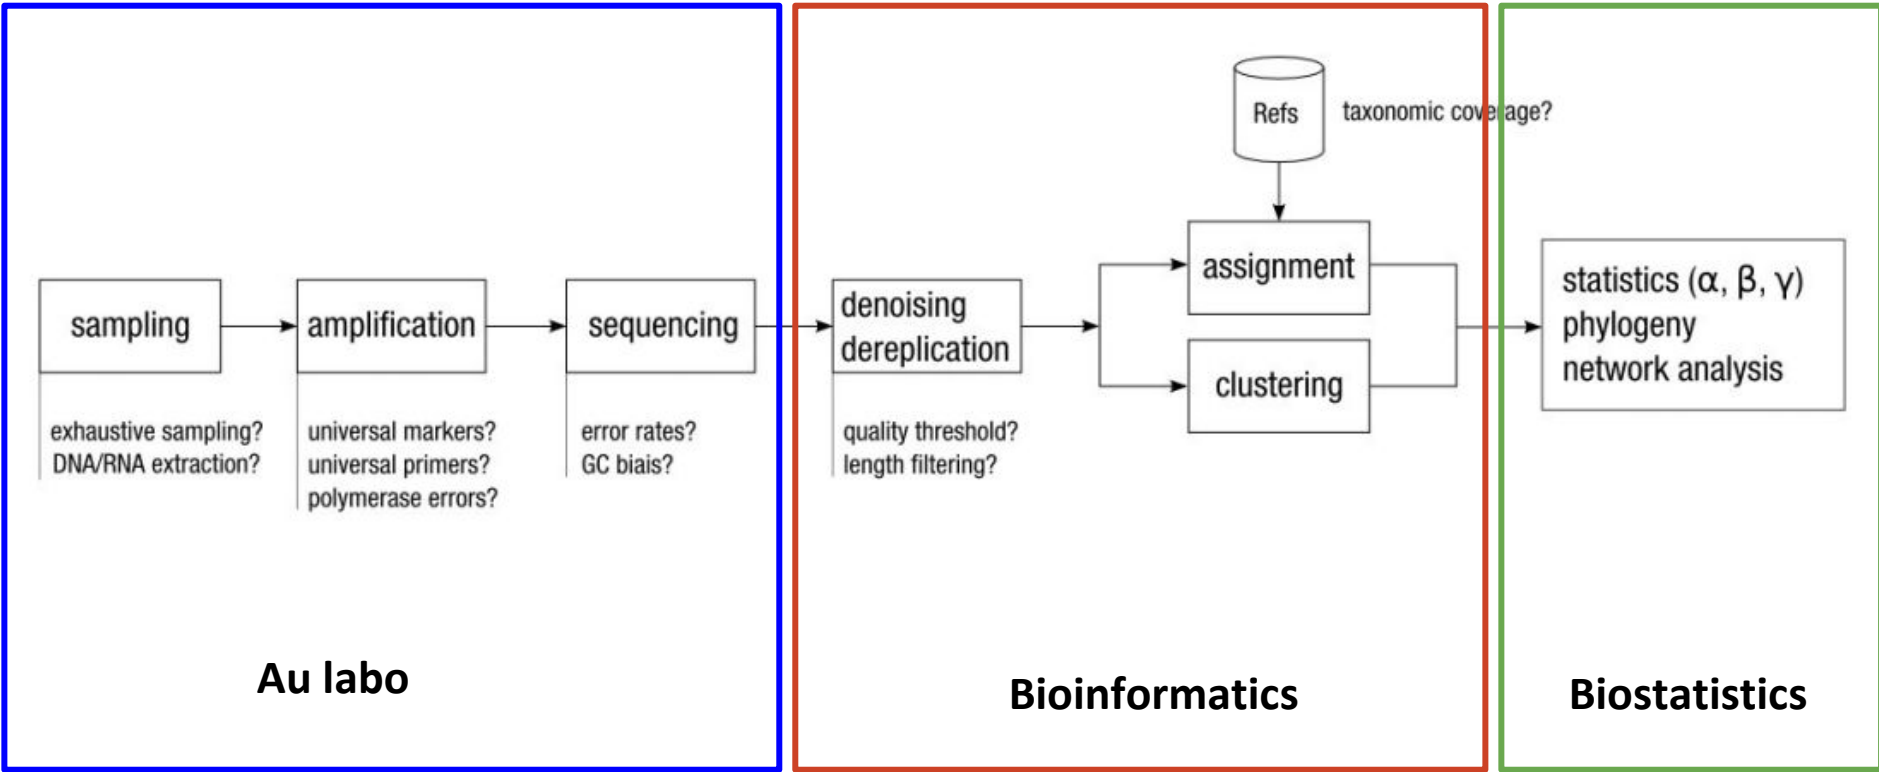 sampling
exhaustive sampling?
DNA/RNA extraction?
amplification
universal markers?
universal primers?
polymerase errors?
sequencing
error rates?
GC biais?
Au labo
denoising
dereplication
quality threshold?
length filtering?
Refs
taxonomic coverage?
assignment
clustering
Bioinformatics
statistics (α, β, γ)
phylogeny
network analysis
Biostatistics